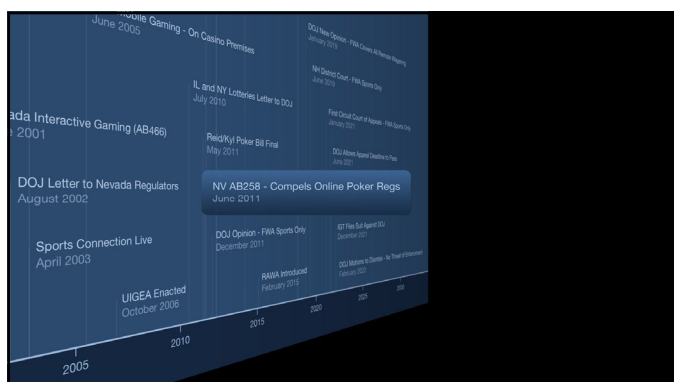 Mobile Gaming - On Casino Premises
June 2005
DOJ New Opinion - FWA Covers All Remote Wagering
January 2019
NH District Court - FWA Sports Only
June 2019
IL and NY Lotteries Letter to DOJ
July 2010
ada Interactive Gaming (AB466)
2001
First Circuit Court of Appeals - FWA Sports Only
January 2021
Reid/Kyl Poker Bill Final
May 2011
DOJ Allows Appeal Deadline to Pass
June 2021
DOJ Letter to Nevada Regulators
August 2002
NV AB258 - Compels Online Poker Regs
June 2011
Sports Connection Live
April 2003
DOJ Opinion - FWA Sports Only
December 2011
IGT Files Suit Against DOJ
December 2021
UIGEA Enacted
October 2006
RAWA Introduced
February 2015
DOJ Motions to Dismiss - No Threat of Enforcement
February 2022
2005
2010
2015
2020
2025
2030